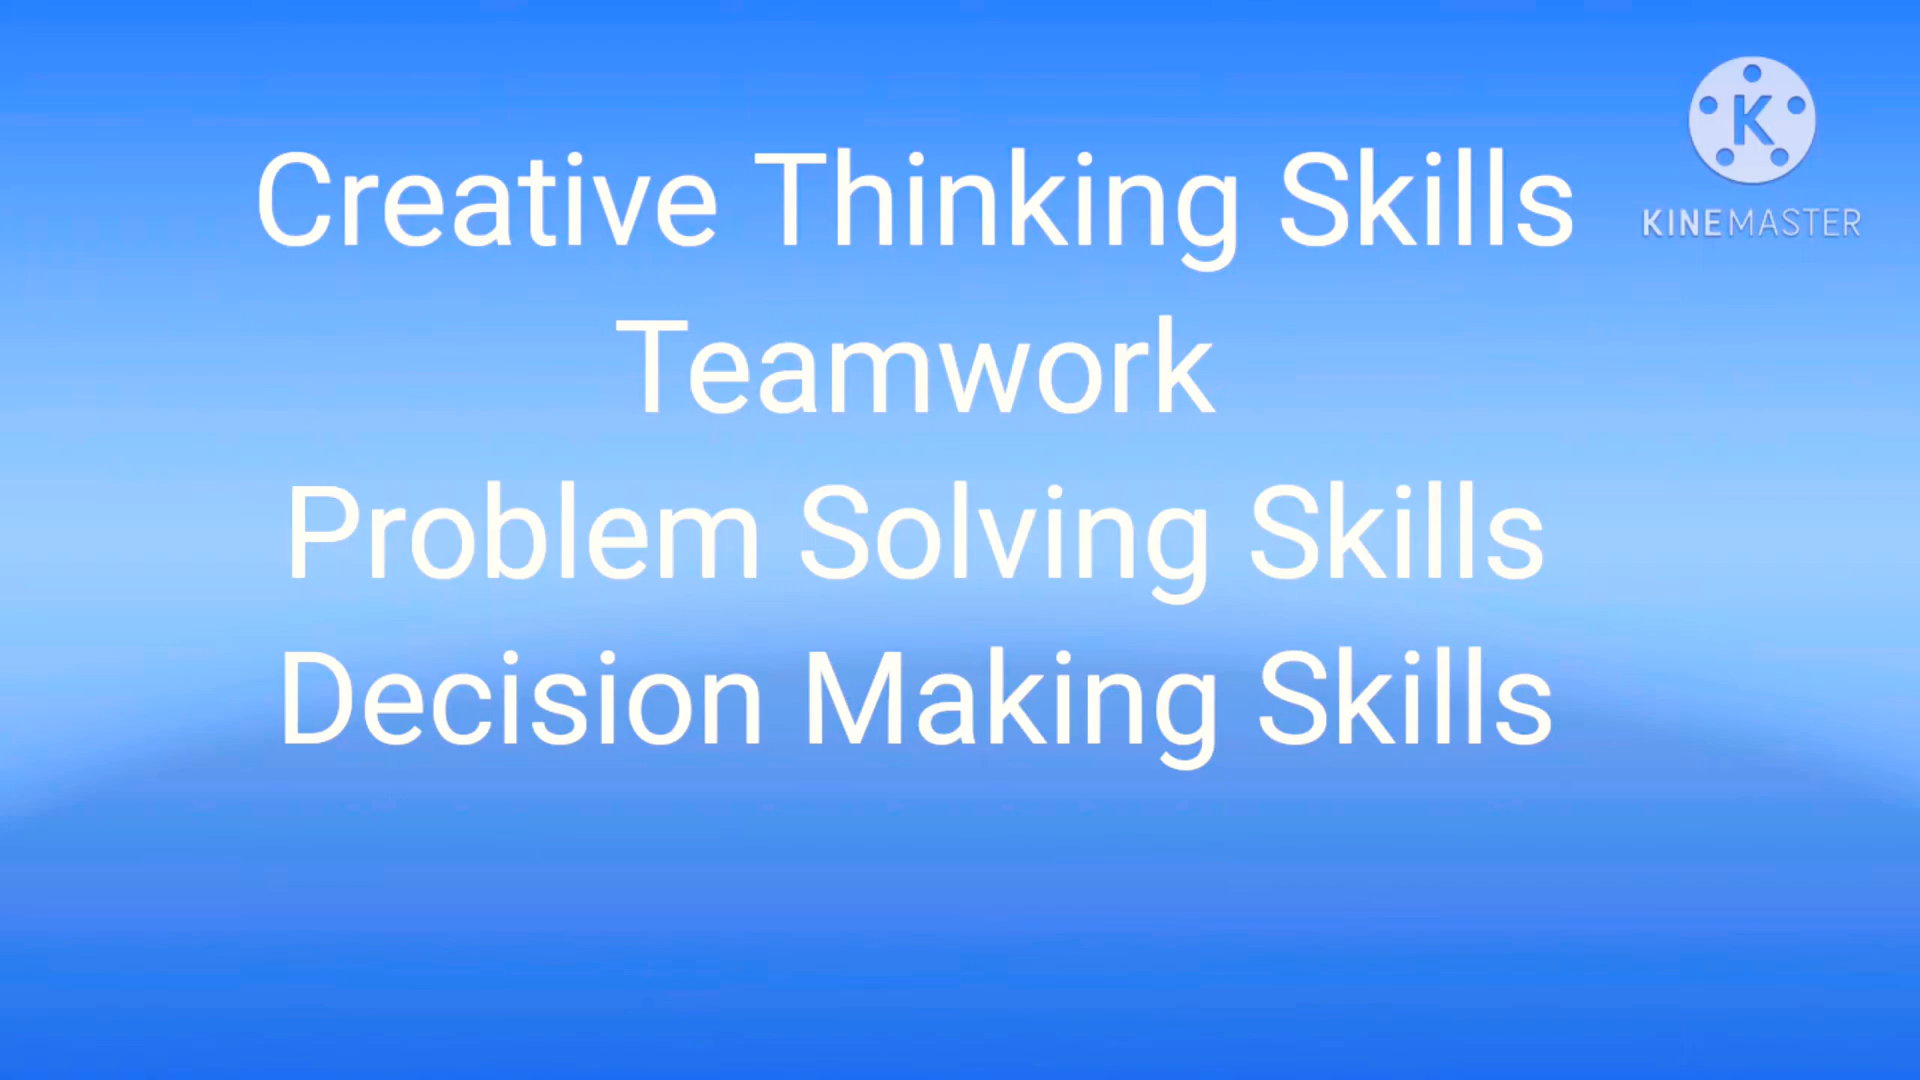 Creative Thinking Skills
K
KINEMASTER
Teamwork
Problem Solving Skills
Decision Making Skills